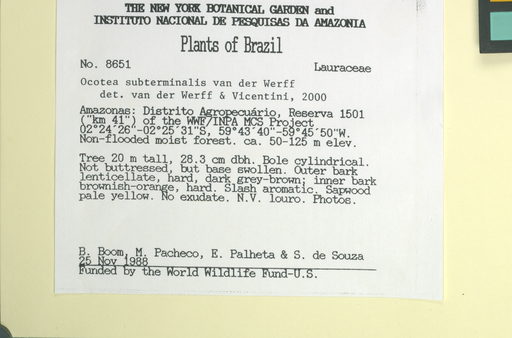 THE NEW YORK BOTANICAL GARDEN and
INSTITUTO NACIONAL DE PESQUISAS DA AMAZONIA
Plants of Brazil
No. 8651 Lauraceae
Ocotea subterminalis van der Werff
det. van der Werff & Vicentini, 2000
Amazonas: Distrito Agropecuário, Reserva 1501
("km 41") of the WWF/INPA MCS Project
02°24'26"-02°25'31"S, 59°43'40"-59°45'50"W.
Non-flooded moist forest. ca. 50-125 m elev.
Tree 20 m tall, 28.3 cm dbh. Bole cylindrical.
Not buttressed, but base swollen. Outer bark
lenticellate, hard, dark grey-brown; inner bark
brownish-orange, hard. Slash aromatic. Sapwood
pale yellow. No exudate. N.V. louro. Photos.
B. Boom, M. Pacheco, E. Palheta & S. de Souza
25 Nov 1988
Funded by the World Wildlife Fund-U.S.